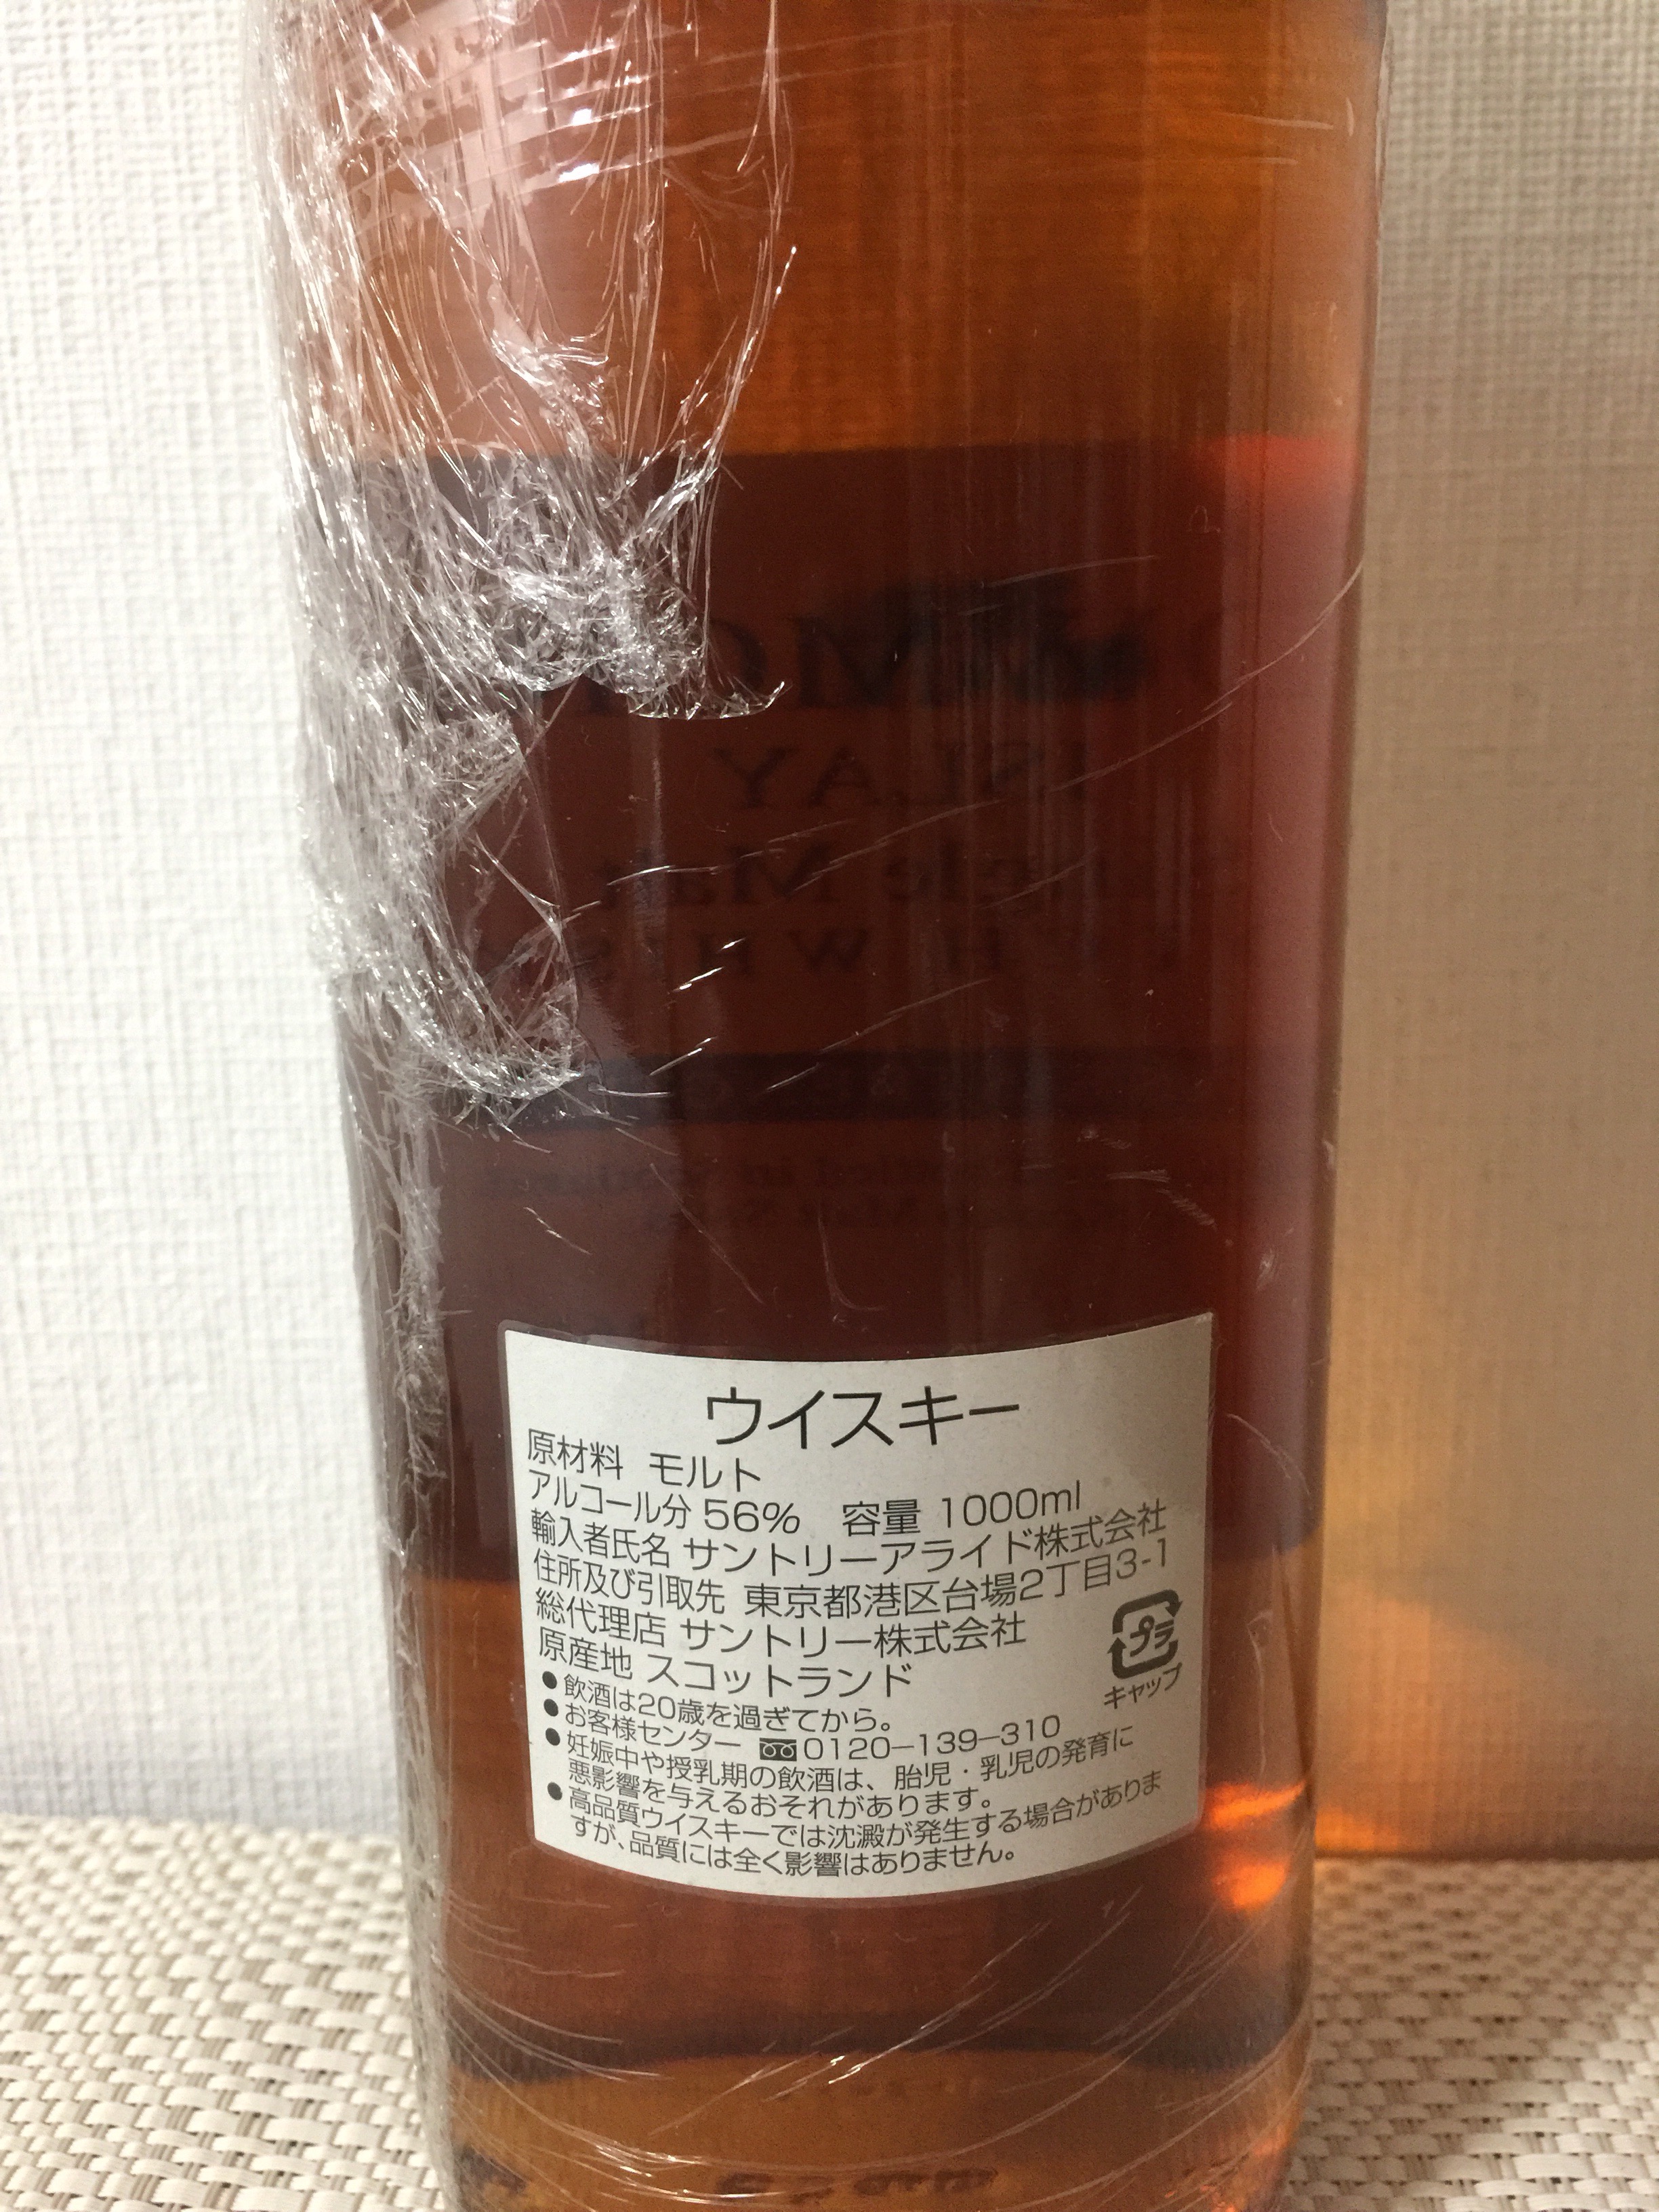 ISLAY
ウイスキー
原材料 モルト
アルコール分 56% 容量 1000ml
輸入者氏名 サントリーアライド株式会社
住所及び引取先 東京都港区台場2丁目3-1
総代理店 サントリー株式会社
原産地 スコットランド
プラ
キャップ
●飲酒は20歳を過ぎてから。
●お客様センター 0120−139−310
●妊娠中や授乳期の飲酒は、胎児・乳児の発育に
悪影響を与えるおそれがあります。
●高品質ウイスキーでは沈澱が発生する場合がありま
すが、品質には全く影響はありません。